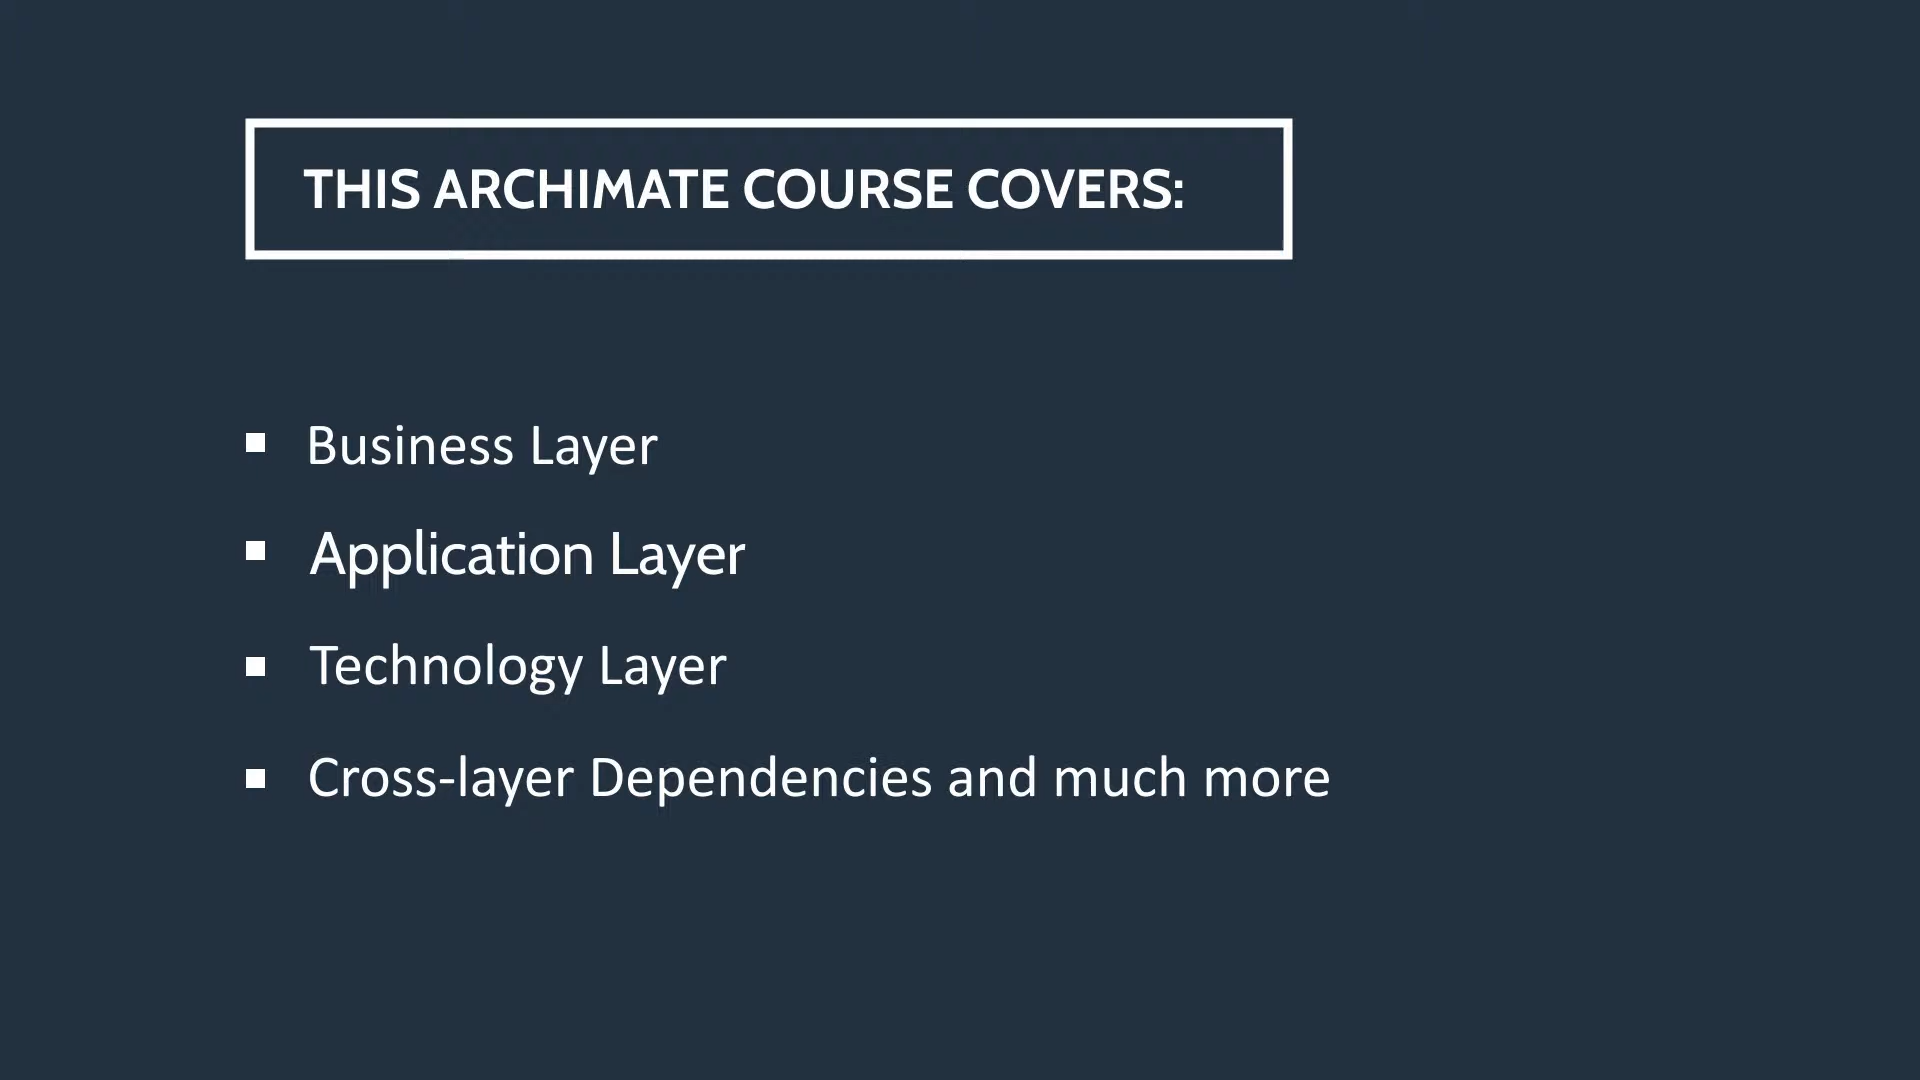 THIS ARCHIMATE COURSE COVERS:
Business Layer
Application Layer
Technology Layer
Cross-layer Dependencies and much more